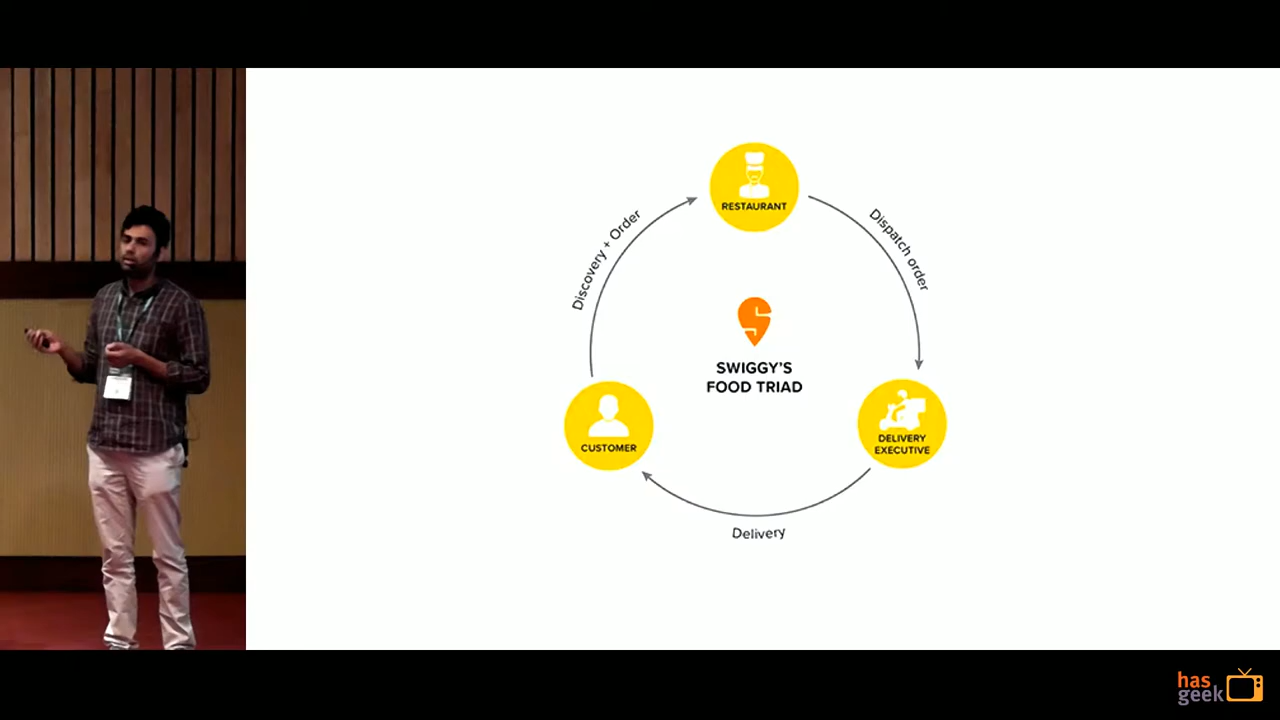 RESTAURANT
Discovery + Order
Dispatch order
SWIGGY'S
FOOD TRIAD
CUSTOMER
DELIVERY
EXECUTIVE
Delivery
has
geek